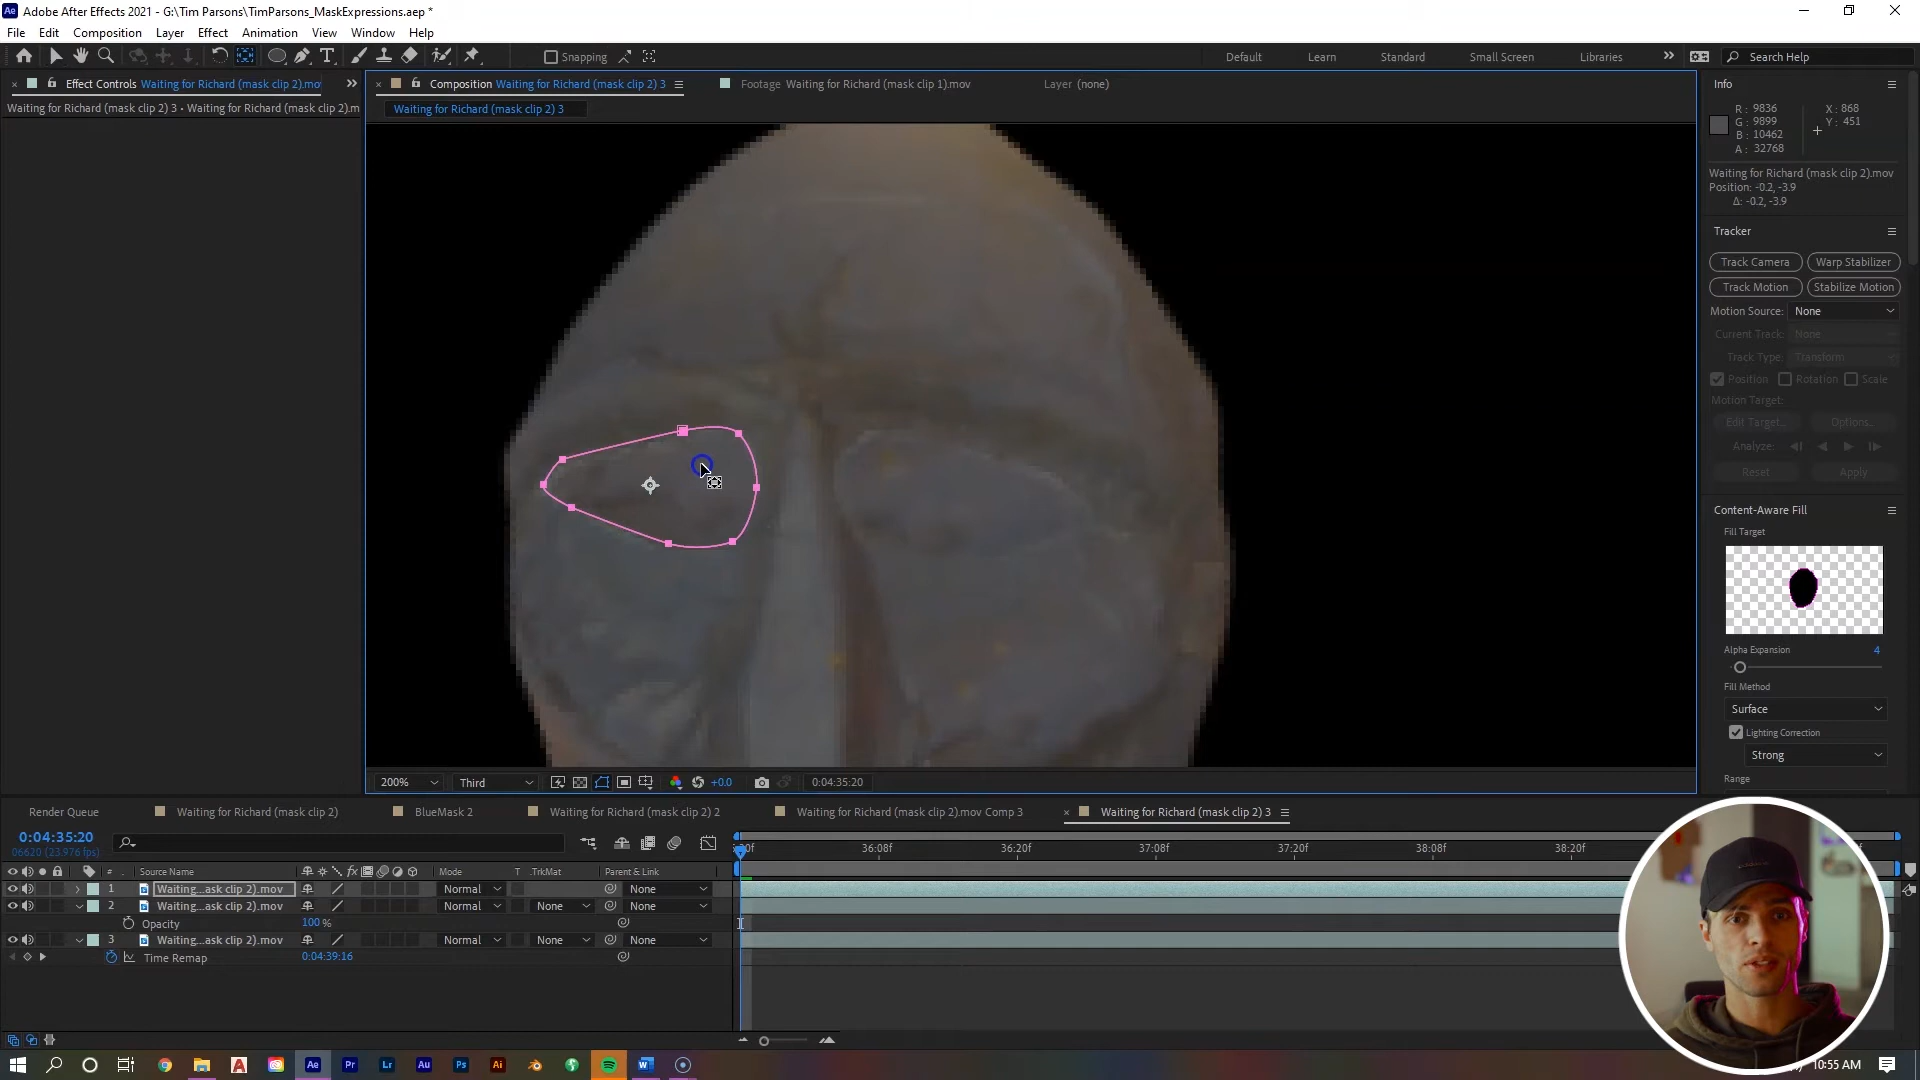 Ae Adobe After Effects 2021 - G:\Tim Parsons\TimParsons_MaskExpressions.aep *
File Edit Composition Layer Effect Animation View Window Help
Snapping
Default Learn Standard Small Screen Libraries » Search Help
Effect Controls Waiting for Richard (mask clip 2).mo »
Waiting for Richard (mask clip 2) 3 • Waiting for Richard (mask clip 2).m
Composition Waiting for Richard (mask clip 2) 3
Footage Waiting for Richard (mask clip 1).mov
Layer (none)
Waiting for Richard (mask clip 2) 3
Info
R : 9836
G : 9899
B : 10462
A : 32768
X : 868
Y : 451
Waiting for Richard (mask clip 2).mov
Position: -0.2, -3.9
Δ: -0.2, -3.9
Tracker
Track Camera Warp Stabilizer
Track Motion Stabilize Motion
Motion Source: None
Current Track: None
Track Type: Transform
Position Rotation Scale
Motion Target:
Edit Target... Options...
Analyze:
Reset Apply
Content-Aware Fill
Fill Target
Alpha Expansion 4
Fill Method
Surface
Lighting Correction
Strong
Range
200% Third +0.0 0:04:35:20
Render Queue Waiting for Richard (mask clip 2) BlueMask 2 Waiting for Richard (mask clip 2) 2 Waiting for Richard (mask clip 2).mov Comp 3 Waiting for Richard (mask clip 2) 3
0:04:35:20
06620 (23.976 fps)
36:08f 36:20f 37:08f 37:20f 38:08f 38:20f
# Source Name fx Mode T .TrkMat Parent & Link
1 Waiting...ask clip 2).mov Normal None
2 Waiting...ask clip 2).mov Normal None None
Opacity 100 %
3 Waiting...ask clip 2).mov Normal None None
Time Remap 0:04:39:16
Ae Pr Lr Au Ps Ai 10:55 AM